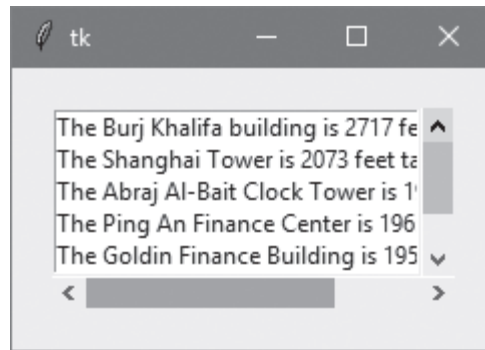 tk
The Burj Khalifa building is 2717 fe
The Shanghai Tower is 2073 feet ta
The Abraj Al-Bait Clock Tower is 1
The Ping An Finance Center is 196
The Goldin Finance Building is 195